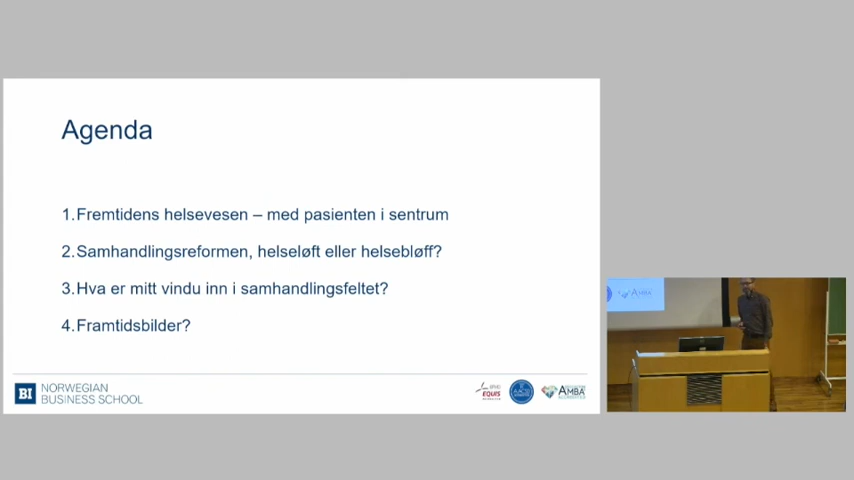 Agenda
1.Fremtidens helsevesen – med pasienten i sentrum
2.Samhandlingsreformen, helseløft eller helsebløff?
3.Hva er mitt vindu inn i samhandlingsfeltet?
4.Framtidsbilder?
BI NORWEGIAN
BUSINESS SCHOOL
EQUIS
AMBA
AMBA